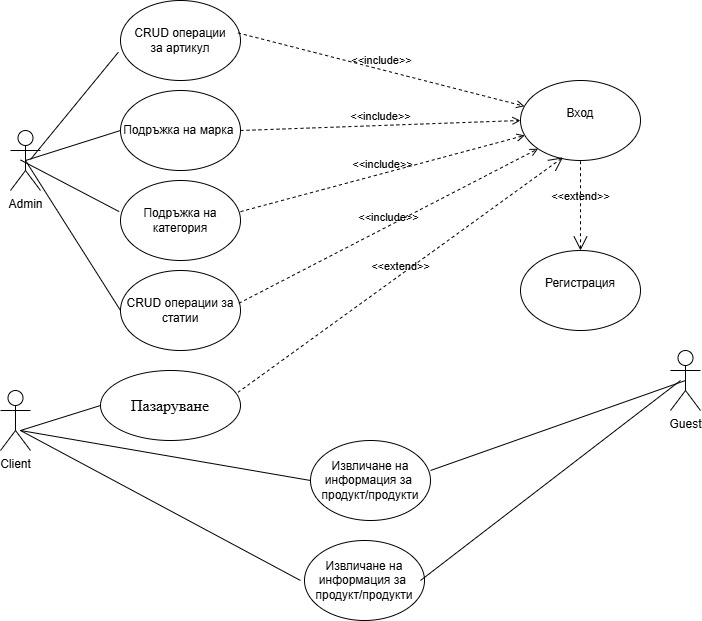 CRUD операции
за артикул
<<include>>
Вход
<<include>>
Подръжка на марка
Admin
<<include>>
<<extend>>
Подръжка на
категория
<<include>>
<<extend>>
Регистрация
CRUD операции за
статии
Пазаруване
Guest
Client
Извличане на
информация за
продукт/продукти
Извличане на
информация за
продукт/продукти